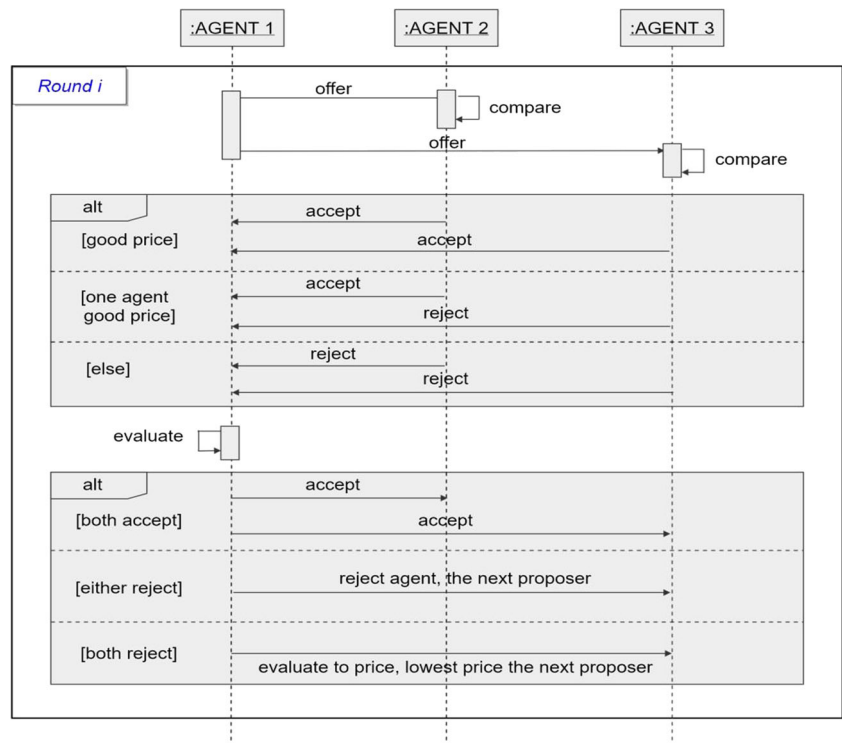 :AGENT 1
:AGENT 2
:AGENT 3
Round i
offer
compare
offer
compare
alt
accept
[good price]
accept
accept
[one agent
good price]
reject
reject
[else]
reject
evaluate
alt
accept
[both accept]
accept
reject agent, the next proposer
[either reject]
[both reject]
evaluate to price, lowest price the next proposer